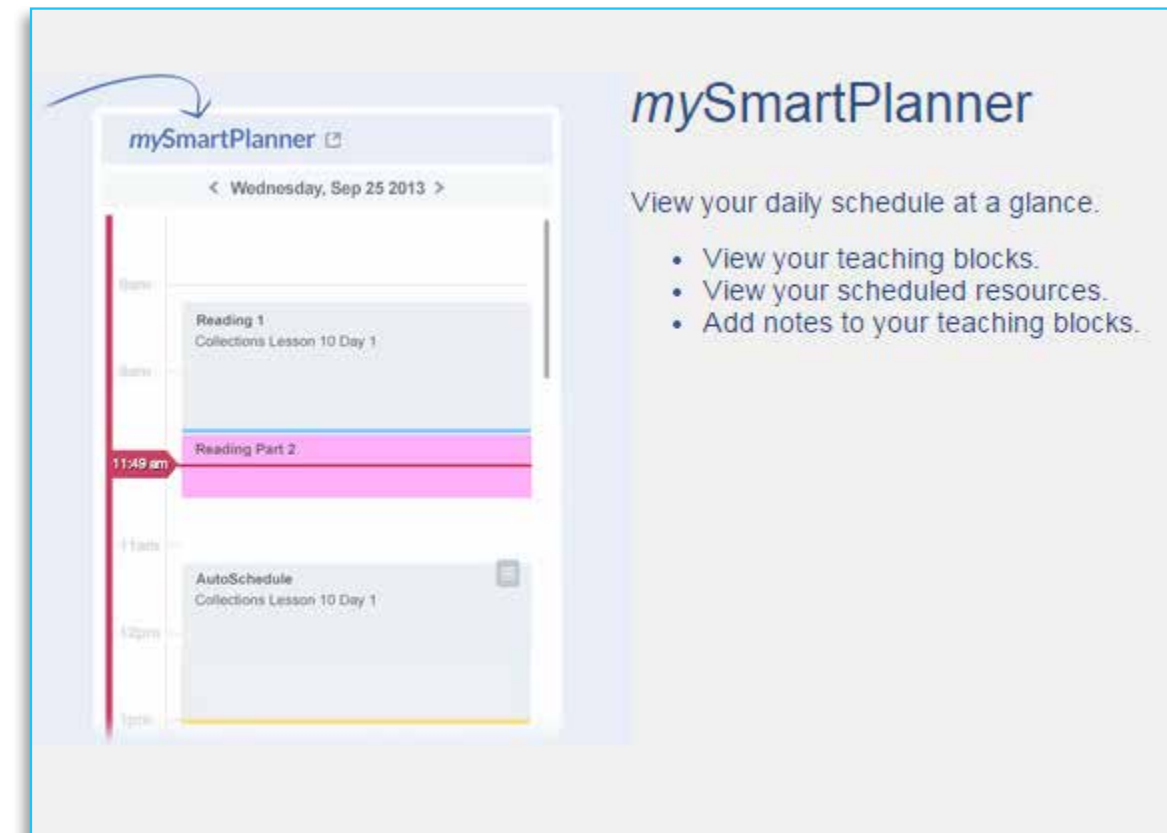 mySmartPlanner
< Wednesday, Sep 25 2013 >
Reading 1
Collections Lesson 10 Day 1
Reading Part 2
11:49 am
11am
AutoSchedule
Collections Lesson 10 Day 1
12pm
1pm
mySmartPlanner
View your daily schedule at a glance.
• View your teaching blocks.
• View your scheduled resources.
• Add notes to your teaching blocks.